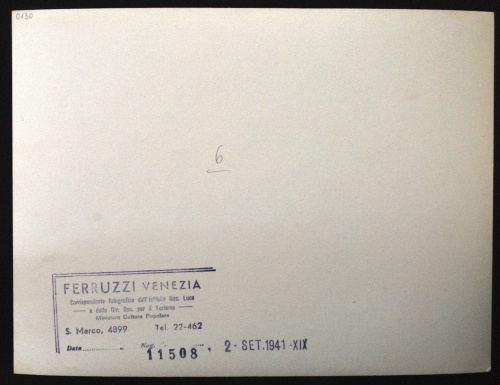 0130
6
FERRUZZI VENEZIA
Corrispondente fotografico dell'Istituto Naz. Luce
e della Dir. Gen. per il Turismo
Ministero Cultura Popolare
S. Marco, 4899 Tel. 22-462
Data Neg.
11508, 2-SET.1941-XIX